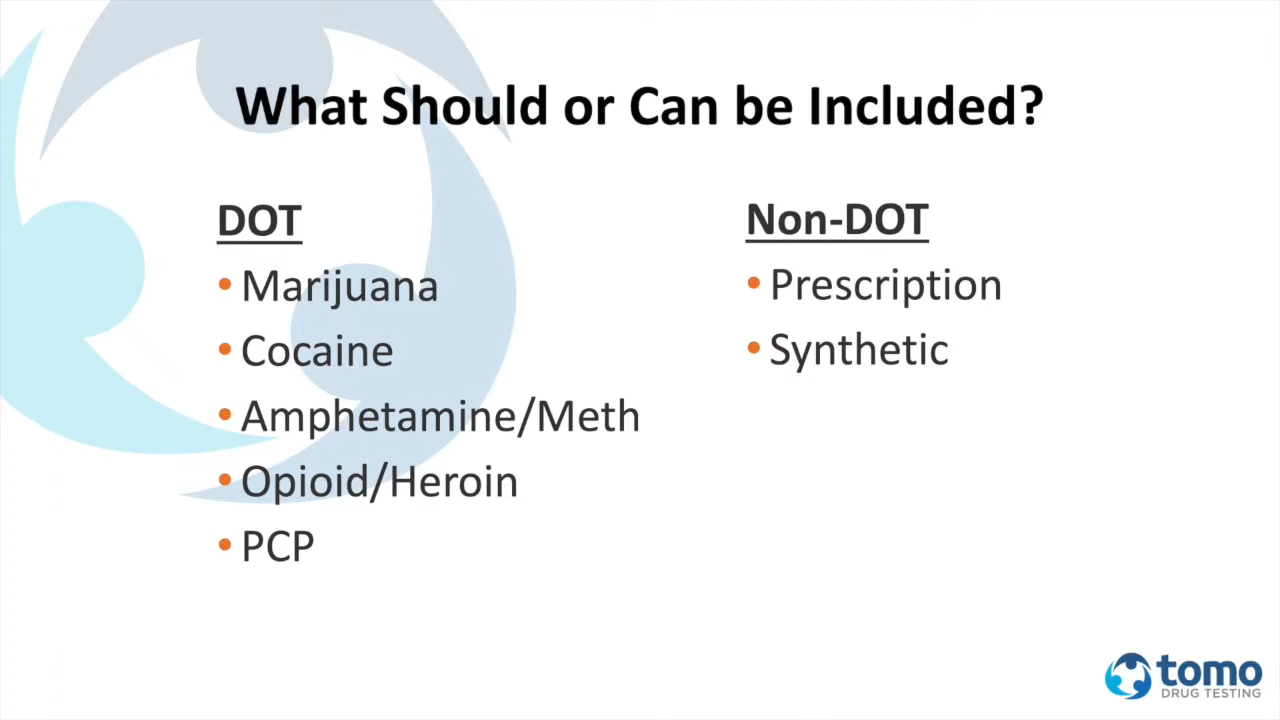 What Should or Can be Included?
DOT
• Marijuana
• Cocaine
• Amphetamine/Meth
• Opioid/Heroin
• PCP
Non-DOT
• Prescription
• Synthetic
tomo
DRUG TESTING